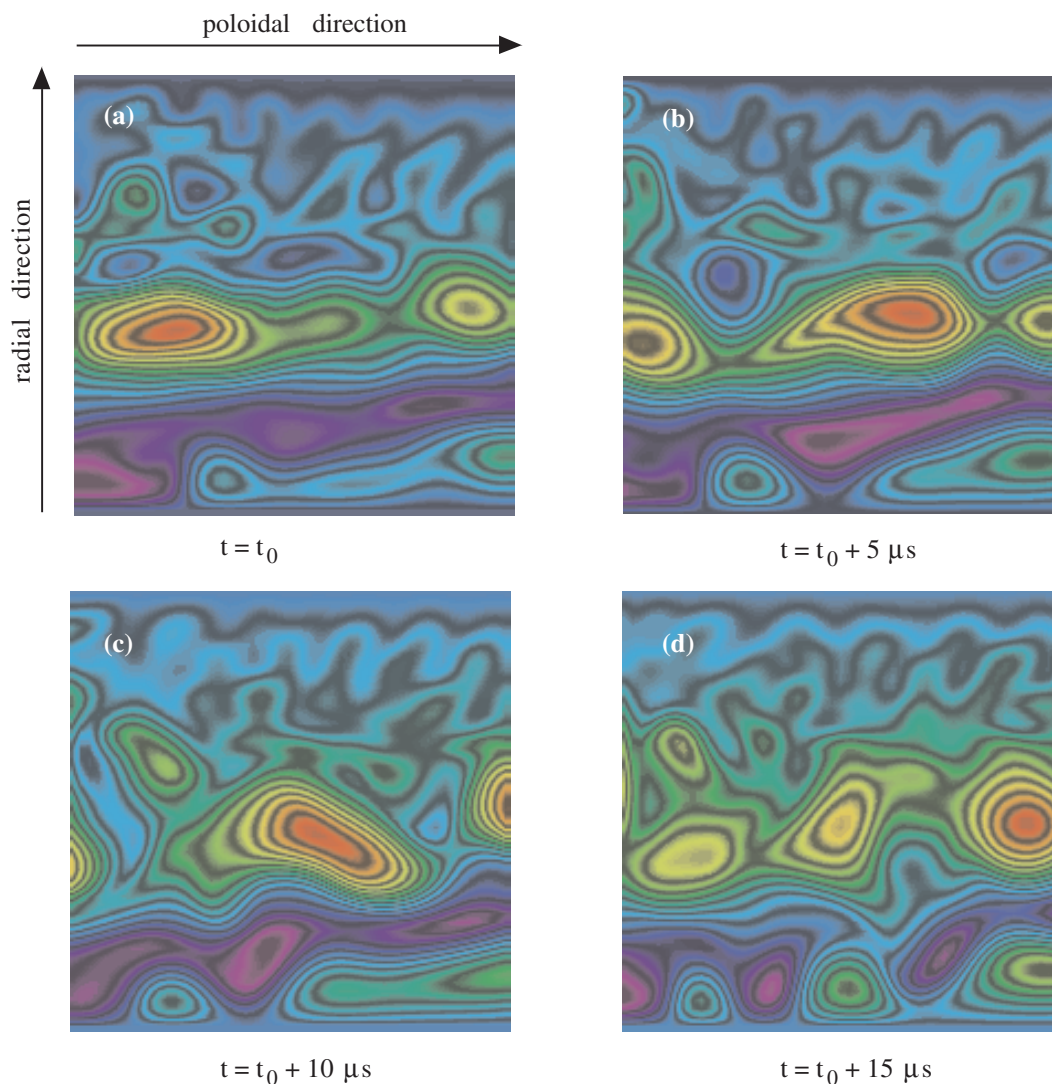 poloidal direction
radial direction
(a)
(b)
t = t0
t = t0 + 5 μs
(c)
(d)
t = t0 + 10 μs
t = t0 + 15 μs